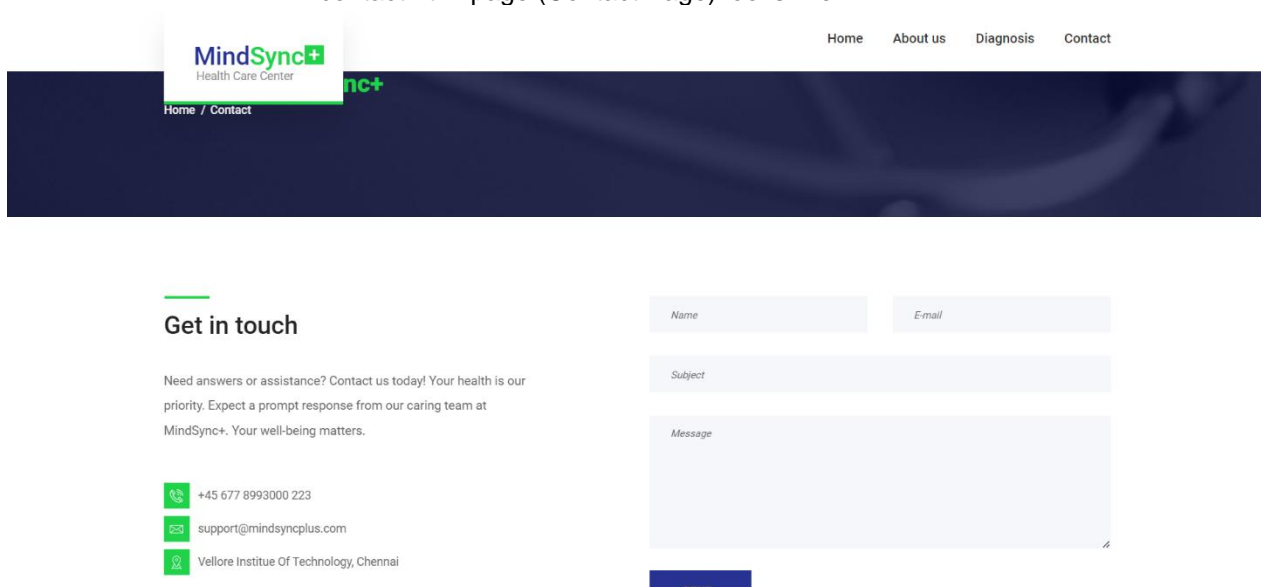 Home About us Diagnosis Contact
MindSync+
Health Care Center
nc+
Home / Contact
Get in touch
Need answers or assistance? Contact us today! Your health is our
priority. Expect a prompt response from our caring team at
MindSync+. Your well-being matters.
+45 677 8993000 223
support@mindsyncplus.com
Vellore Institue Of Technology, Chennai
Name E-mail
Subject
Message